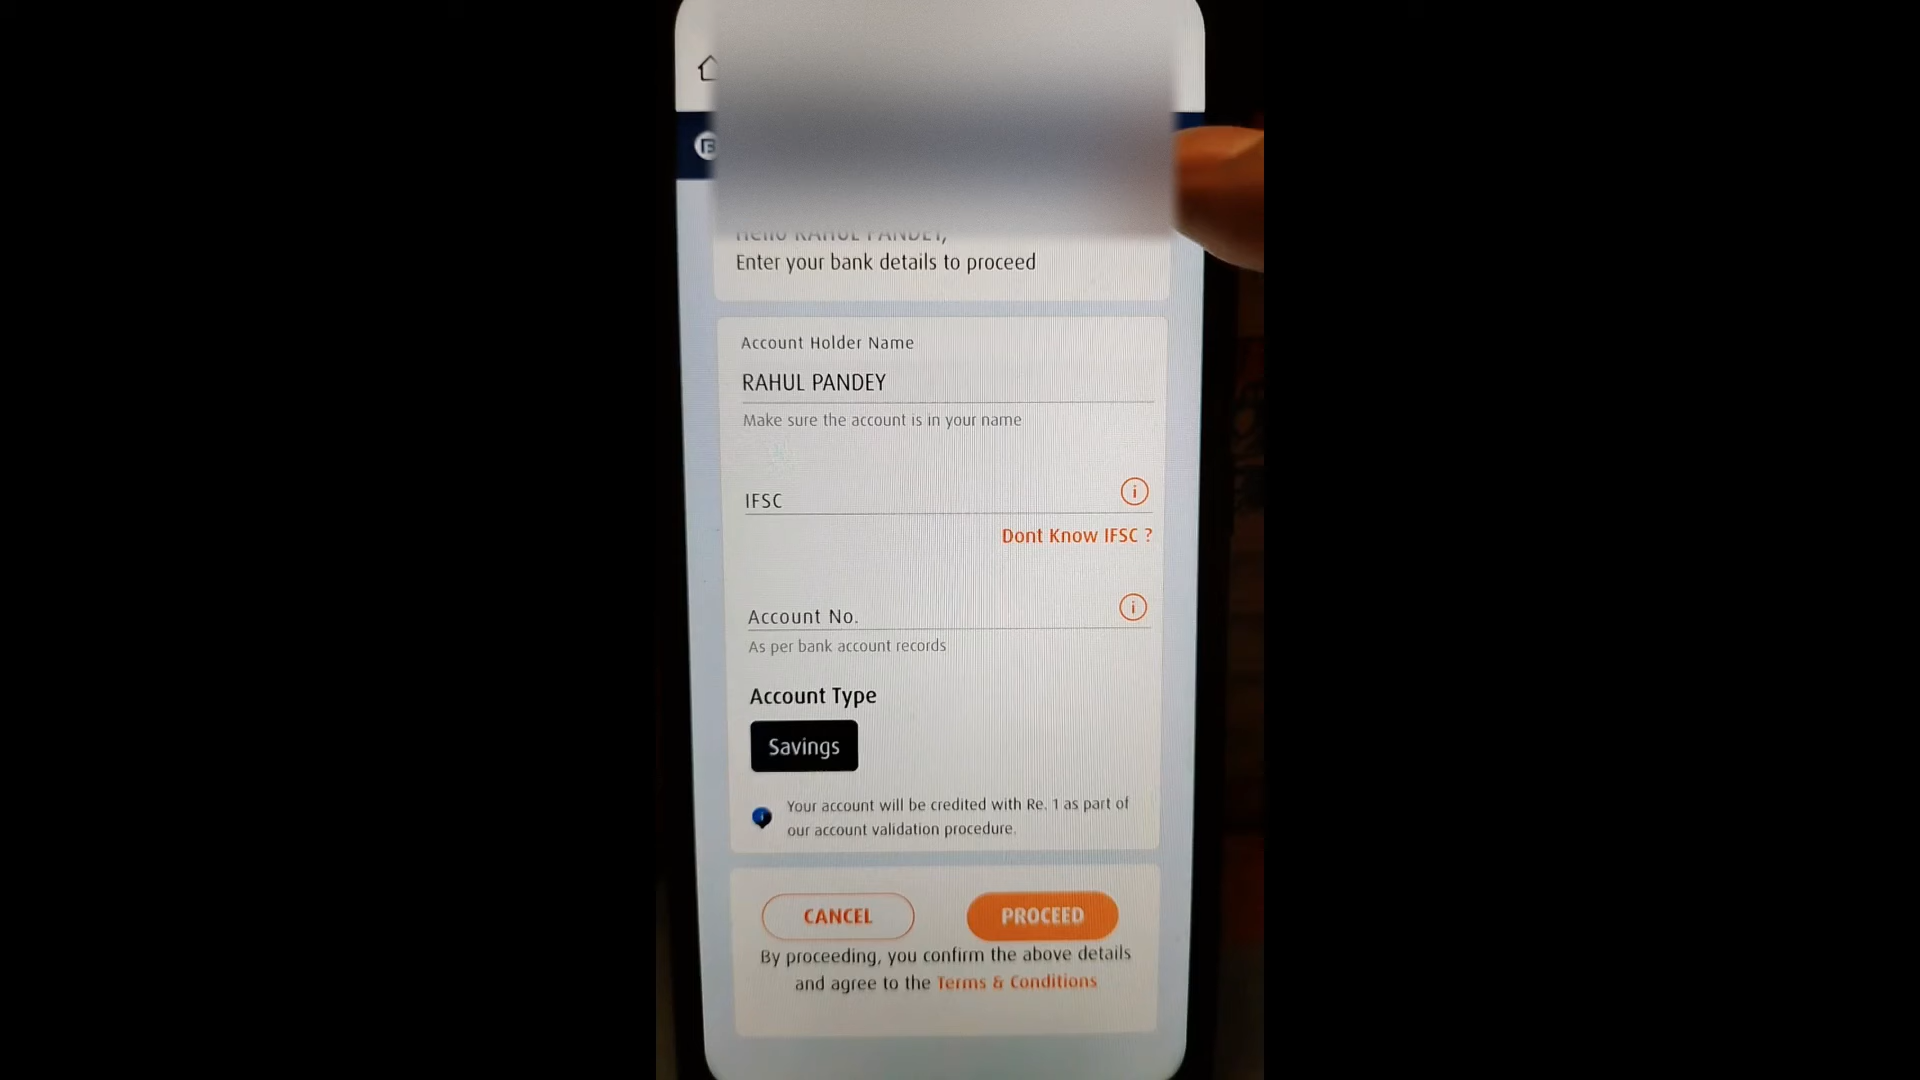 Hello RAHUL PANDEY,
Enter your bank details to proceed
Account Holder Name
RAHUL PANDEY
Make sure the account is in your name
IFSC
Dont Know IFSC ?
Account No.
As per bank account records
Account Type
Savings
Your account will be credited with Re. 1 as part of
our account validation procedure.
CANCEL
PROCEED
By proceeding, you confirm the above details
and agree to the Terms & Conditions